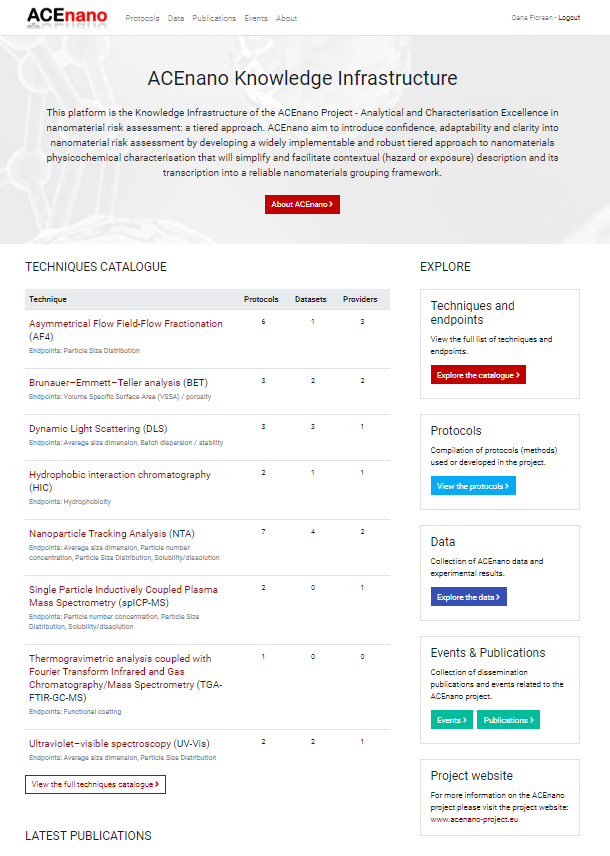 ACEnano
Protocols Data Publications Events About
Oana Florean - Logout
ACEnano Knowledge Infrastructure
This platform is the Knowledge Infrastructure of the ACEnano Project - Analytical and Characterisation Excellence in
nanomaterial risk assessment: a tiered approach. ACEnano aim to introduce confidence, adaptability and clarity into
nanomaterial risk assessment by developing a widely implementable and robust tiered approach to nanomaterials
physicochemical characterisation that will simplify and facilitate contextual (hazard or exposure) description and its
transcription into a reliable nanomaterials grouping framework.
About ACEnano >
TECHNIQUES CATALOGUE
Technique Protocols Datasets Providers
Asymmetrical Flow Field-Flow Fractionation 6 1 3
(AF4)
Endpoints: Particle Size Distribution
Brunauer–Emmett–Teller analysis (BET) 3 2 2
Endpoints: Volume Specific Surface Area (VSSA) / porosity
Dynamic Light Scattering (DLS) 3 3 1
Endpoints: Average size dimension, Batch dispersion / stability
Hydrophobic interaction chromatography 2 1 1
(HIC)
Endpoints: Hydrophobicity
Nanoparticle Tracking Analysis (NTA) 7 4 2
Endpoints: Average size dimension, Particle number
concentration, Particle Size Distribution, Solubility/dissolution
Single Particle Inductively Coupled Plasma 2 0 1
Mass Spectrometry (spICP-MS)
Endpoints: Particle number concentration, Particle Size
Distribution, Solubility/dissolution
Thermogravimetric analysis coupled with 1 0 0
Fourier Transform Infrared and Gas
Chromatography/Mass Spectrometry (TGA-
FTIR-GC-MS)
Endpoints: Functional coating
Ultraviolet–visible spectroscopy (UV-Vis) 2 2 1
Endpoints: Average size dimension, Particle Size Distribution
View the full techniques catalogue >
LATEST PUBLICATIONS
EXPLORE
Techniques and
endpoints
View the full list of techniques and
endpoints.
Explore the catalogue >
Protocols
Compilation of protocols (methods)
used or developed in the project.
View the protocols >
Data
Collection of ACEnano data and
experimental results.
Explore the data >
Events & Publications
Collection of dissemination
publications and events related to the
ACEnano project.
Events > Publications >
Project website
For more information on the ACEnano
project please visit the project website:
www.acenano-project.eu